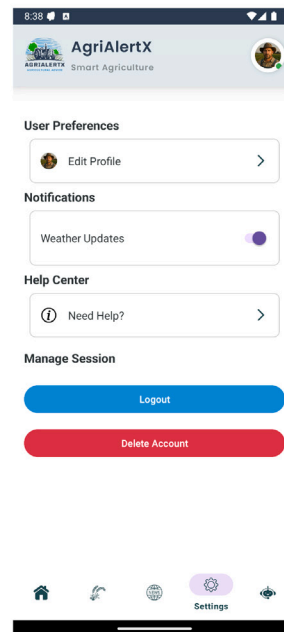 8:38
AgriAlertX
AGRIALERTX
Smart Agriculture
User Preferences
Edit Profile
Notifications
Weather Updates
Help Center
Need Help?
Manage Session
Logout
Delete Account
NEWS
Settings